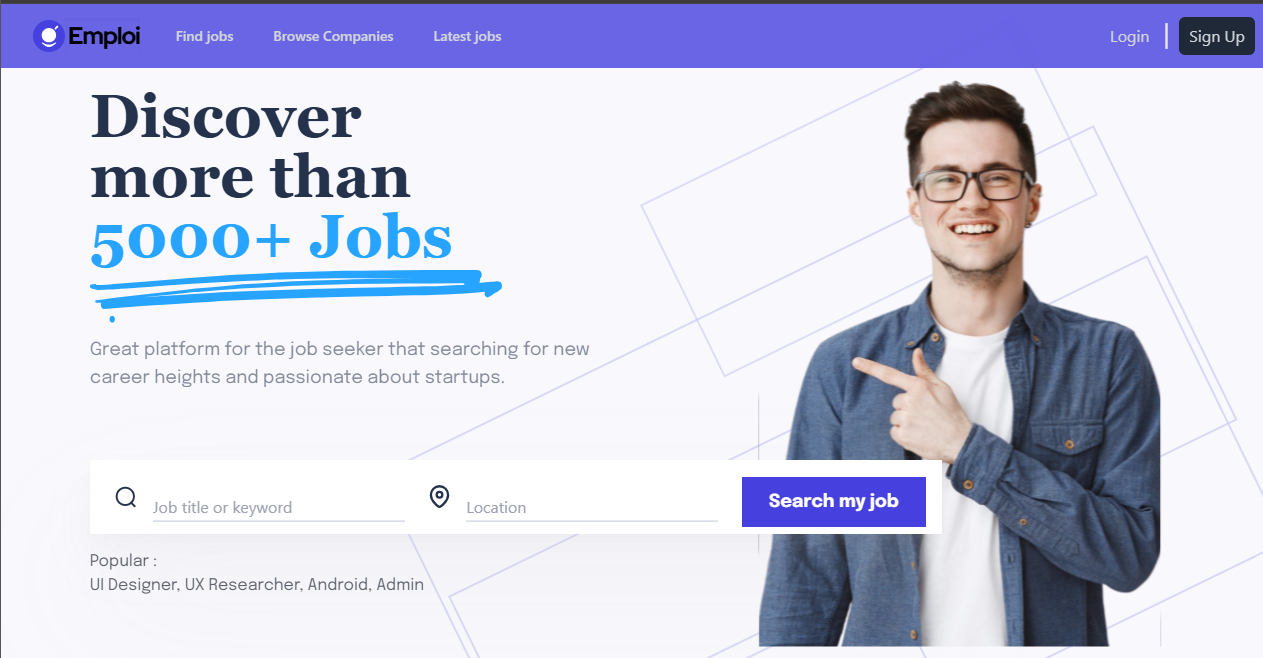 Emploi
Find jobs
Browse Companies
Latest jobs
Login
Sign Up
Discover
more than
5000+ Jobs
Great platform for the job seeker that searching for new
career heights and passionate about startups.
Job title or keyword
Location
Search my job
Popular :
UI Designer, UX Researcher, Android, Admin